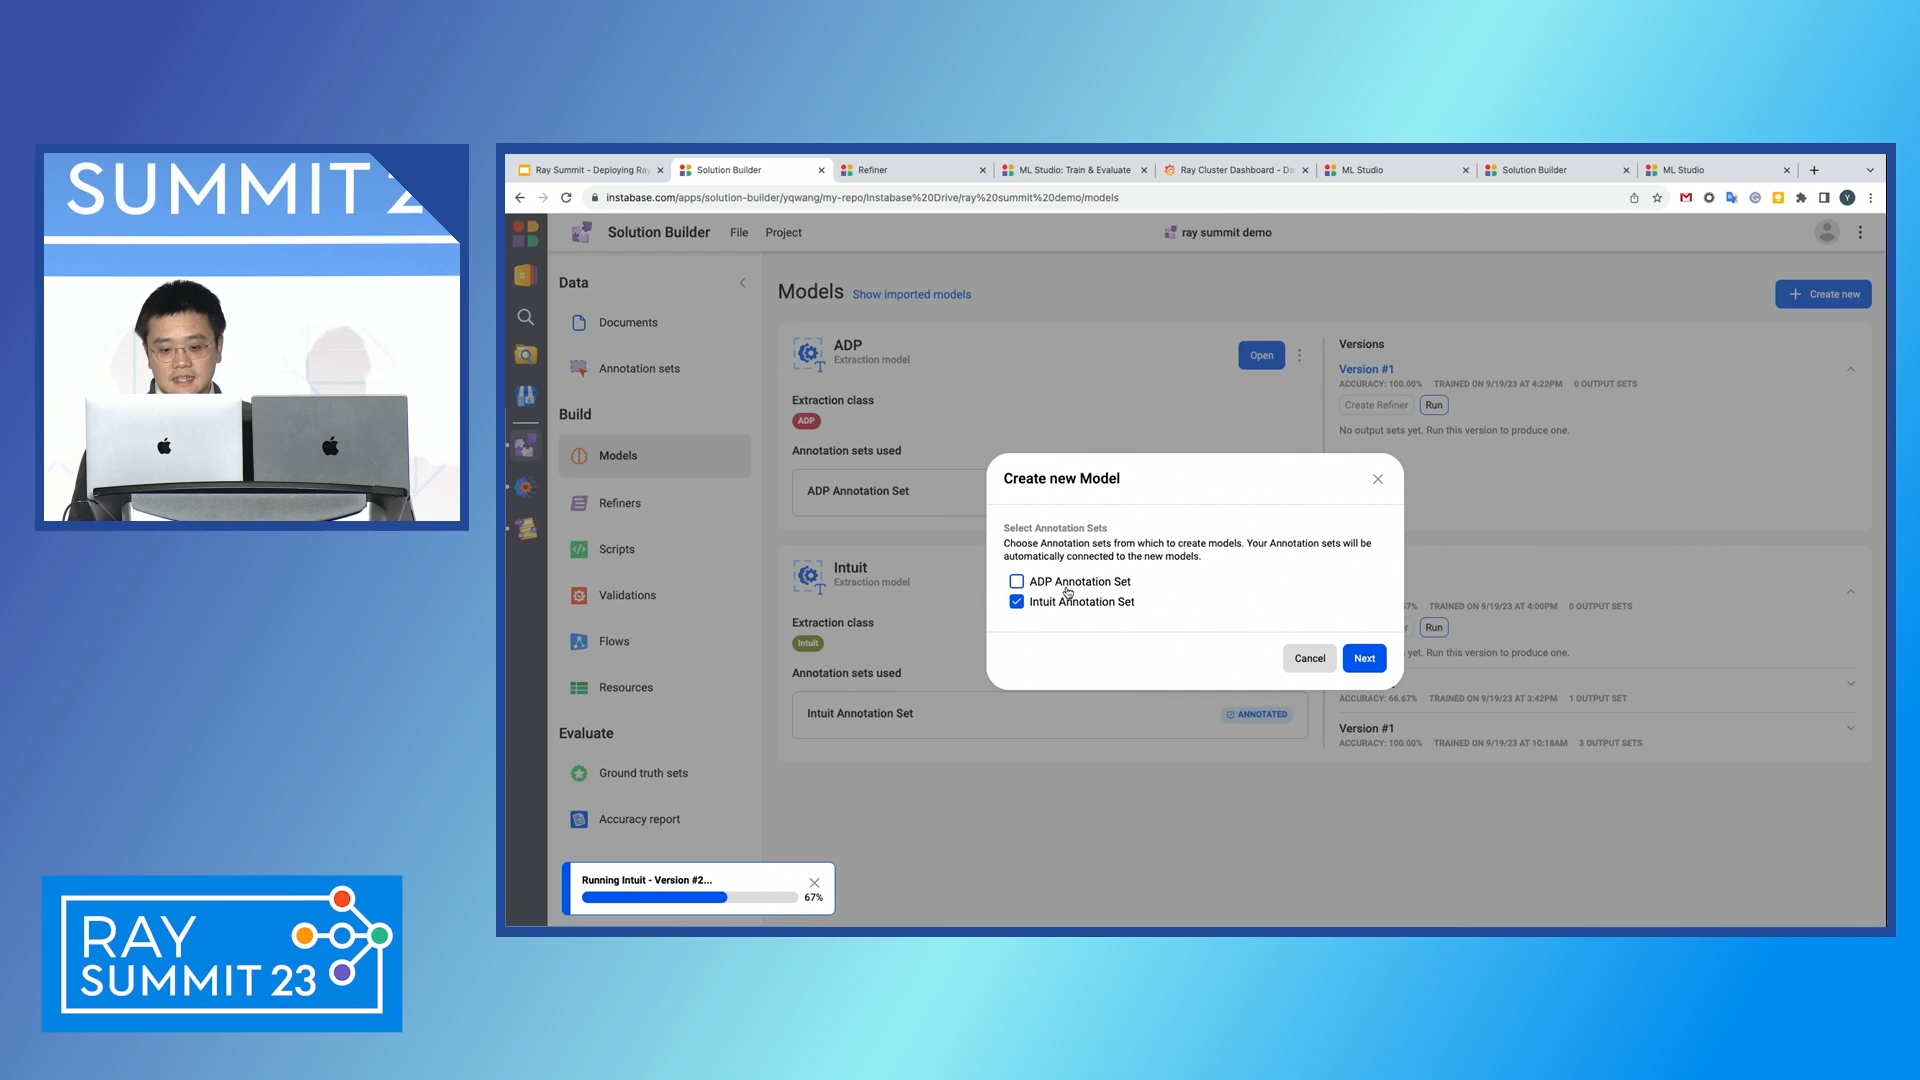 SUMMIT 2
RAY
SUMMIT 23
Ray Summit - Deploying Ray
Solution Builder
Refiner
ML Studio: Train & Evaluate
Ray Cluster Dashboard - Da
ML Studio
Solution Builder
ML Studio
instabase.com/apps/solution-builder/yqwang/my-repo/Instabase%20Drive/ray%20summit%20demo/models
Y
Solution Builder
File
Project
ray summit demo
Data
Documents
Annotation sets
Build
Models
Refiners
Scripts
Validations
Flows
Resources
Evaluate
Ground truth sets
Accuracy report
Running Intuit - Version #2...
67%
Models
Show imported models
+ Create new
ADP
Extraction model
Open
Extraction class
ADP
Annotation sets used
ADP Annotation Set
Versions
Version #1
ACCURACY: 100.00% TRAINED ON 9/19/23 AT 4:22PM 0 OUTPUT SETS
Create Refiner
Run
No output sets yet. Run this version to produce one.
Intuit
Extraction model
Extraction class
Intuit
Annotation sets used
Intuit Annotation Set
ANNOTATED
7% TRAINED ON 9/19/23 AT 4:00PM 0 OUTPUT SETS
Run
yet. Run this version to produce one.
ACCURACY: 66.67% TRAINED ON 9/19/23 AT 3:42PM 1 OUTPUT SET
Version #1
ACCURACY: 100.00% TRAINED ON 9/19/23 AT 10:18AM 3 OUTPUT SETS
Create new Model
Select Annotation Sets
Choose Annotation sets from which to create models. Your Annotation sets will be
automatically connected to the new models.
ADP Annotation Set
Intuit Annotation Set
Cancel
Next